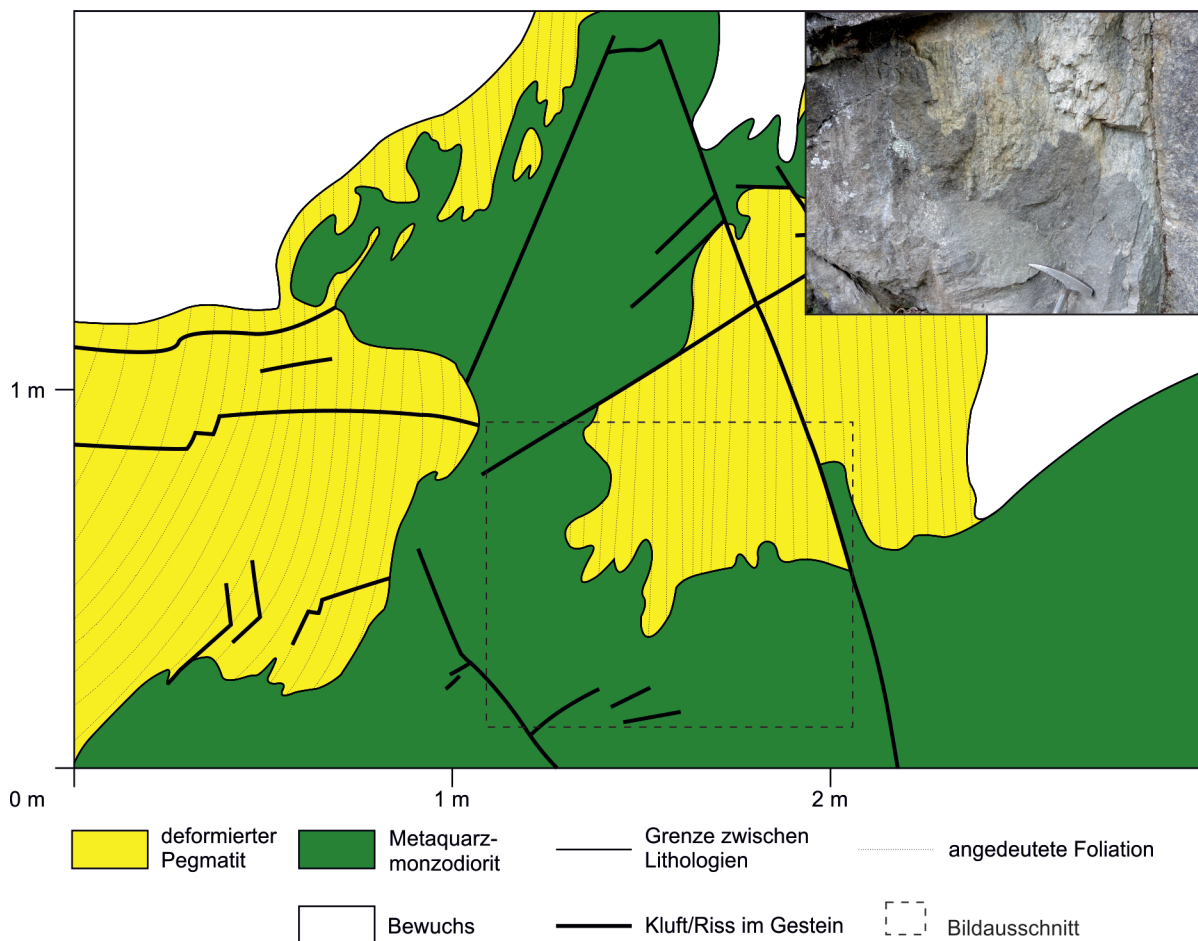 1 m
0 m
1 m
2 m
deformierter
Pegmatit
Metaquarz-
monzodiorit
Grenze zwischen
Lithologien
angedeutete Foliation
Bewuchs
Kluft/Riss im Gestein
Bildausschnitt